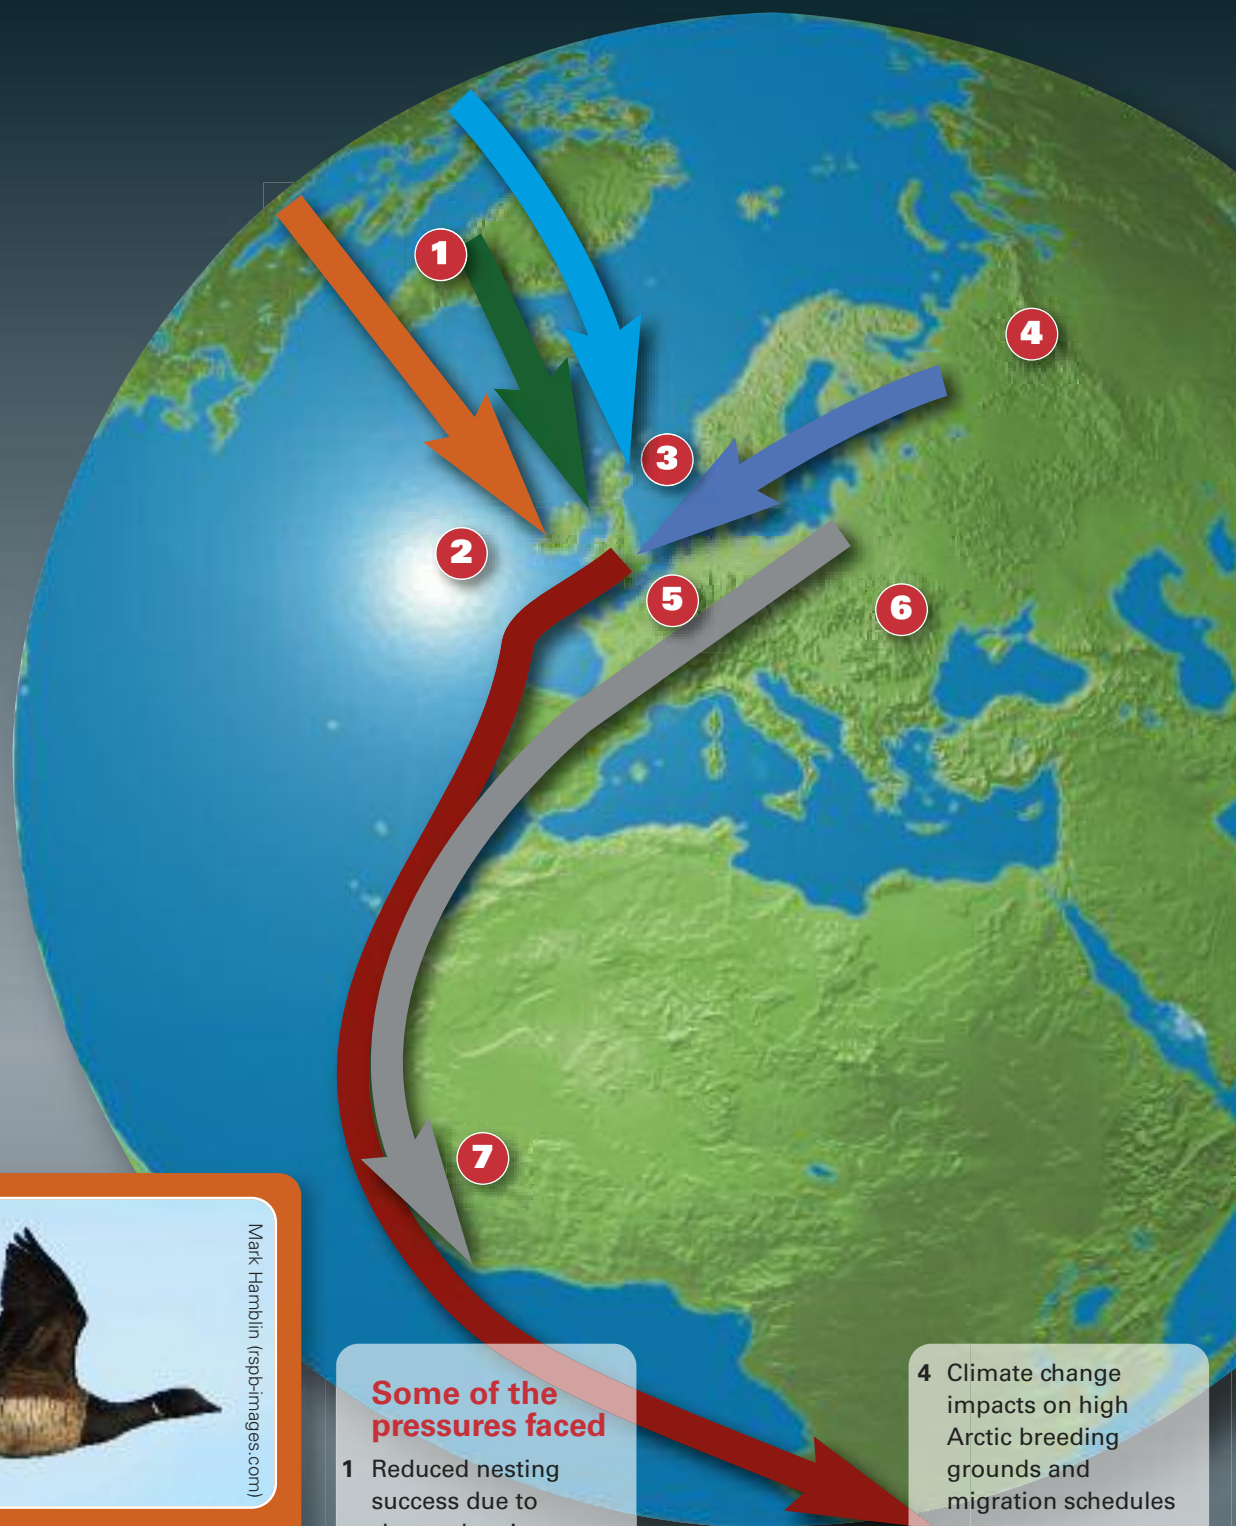 1
4
3
2
5
6
7
Mark Hamblin (rspb-images.com)
Some of the
pressures faced
1 Reduced nesting
success due to
4 Climate change
impacts on high
Arctic breeding
grounds and
migration schedules